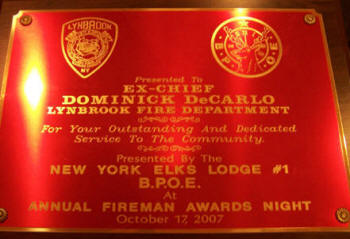 LYNBROOK
NY
B.P.O.E.
Presented To
EX-CHIEF
DOMINICK DeCARLO
LYNBROOK FIRE DEPARTMENT
For Your Outstanding And Dedicated
Service To The Community.
Presented By The
NEW YORK ELKS LODGE #1
B.P.O.E.
At
ANNUAL FIREMAN AWARDS NIGHT
October 17, 2007